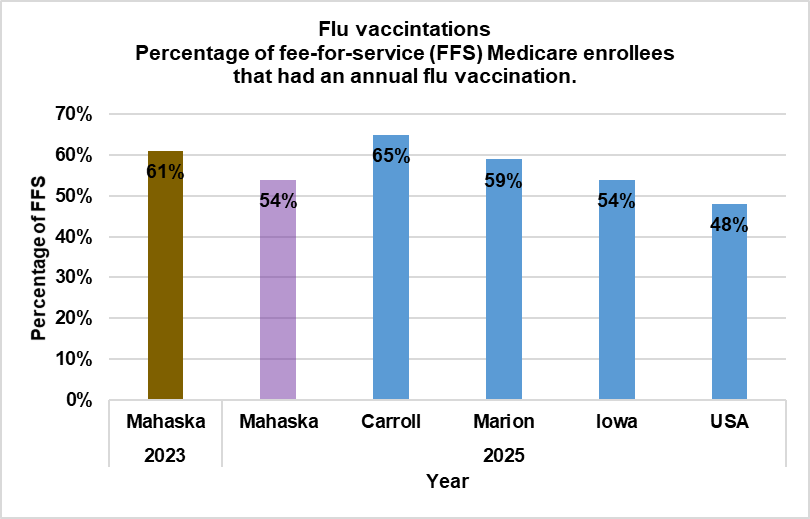 Flu vaccintations
Percentage of fee-for-service (FFS) Medicare enrollees
that had an annual flu vaccination.
Percentage of FFS
70%
60%
50%
40%
30%
20%
10%
0%
61%
54%
65%
59%
54%
48%
Mahaska Mahaska Carroll Marion Iowa USA
2023 2025
Year